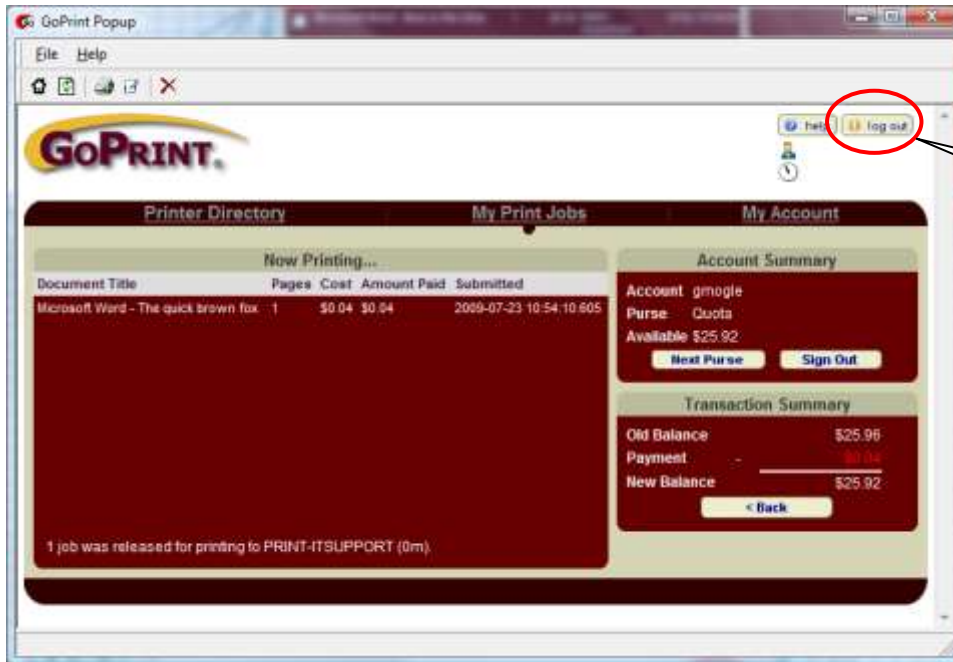 GoPrint Popup
File Help
GOPRINT.
help log out
Printer Directory My Print Jobs My Account
Now Printing...
Document Title Pages Cost Amount Paid Submitted
Microsoft Word - The quick brown fox 1 $0.04 $0.04 2009-07-23 10:54:10.605
1 job was released for printing to PRINT-ITSUPPORT (0m).
Account Summary
Account gmogle
Purse Quota
Available $25.92
Next Purse Sign Out
Transaction Summary
Old Balance $25.96
Payment - $0.04
New Balance $25.92
< Back